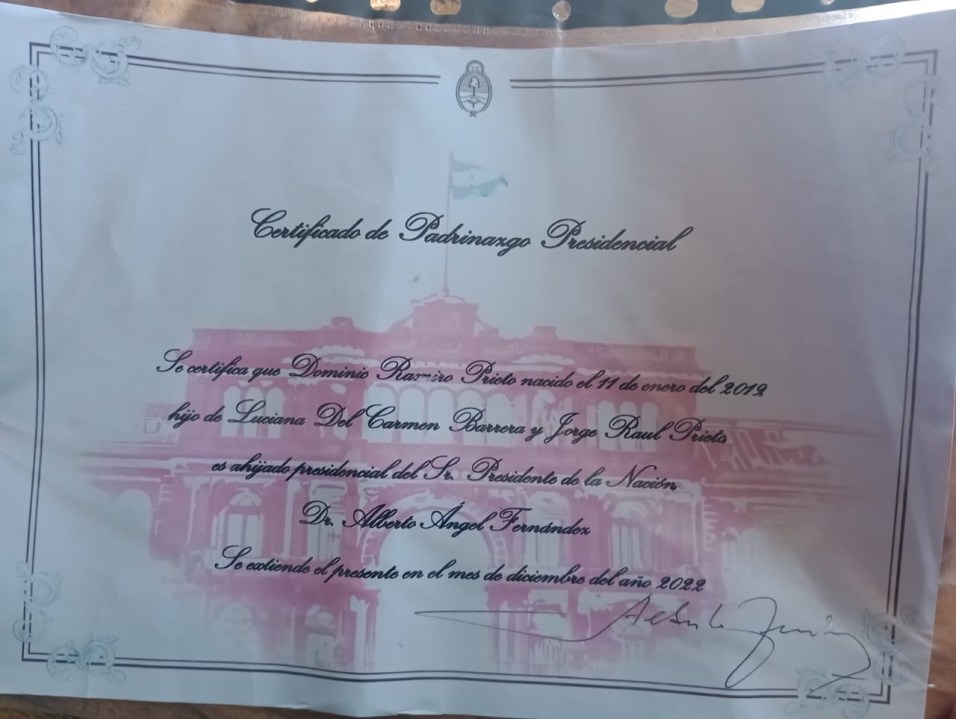 Certificado de Padrinazgo Presidencial
Se certifica que Dominic Ramiro Prieto nacido el 11 de enero del 2019
hijo de Luciana Del Carmen Barrera y Jorge Raul Prieto
es ahijado presidencial del Sr. Presidente de la Nación
Dr. Alberto Ángel Fernández
Se extiende el presente en el mes de diciembre del año 2022